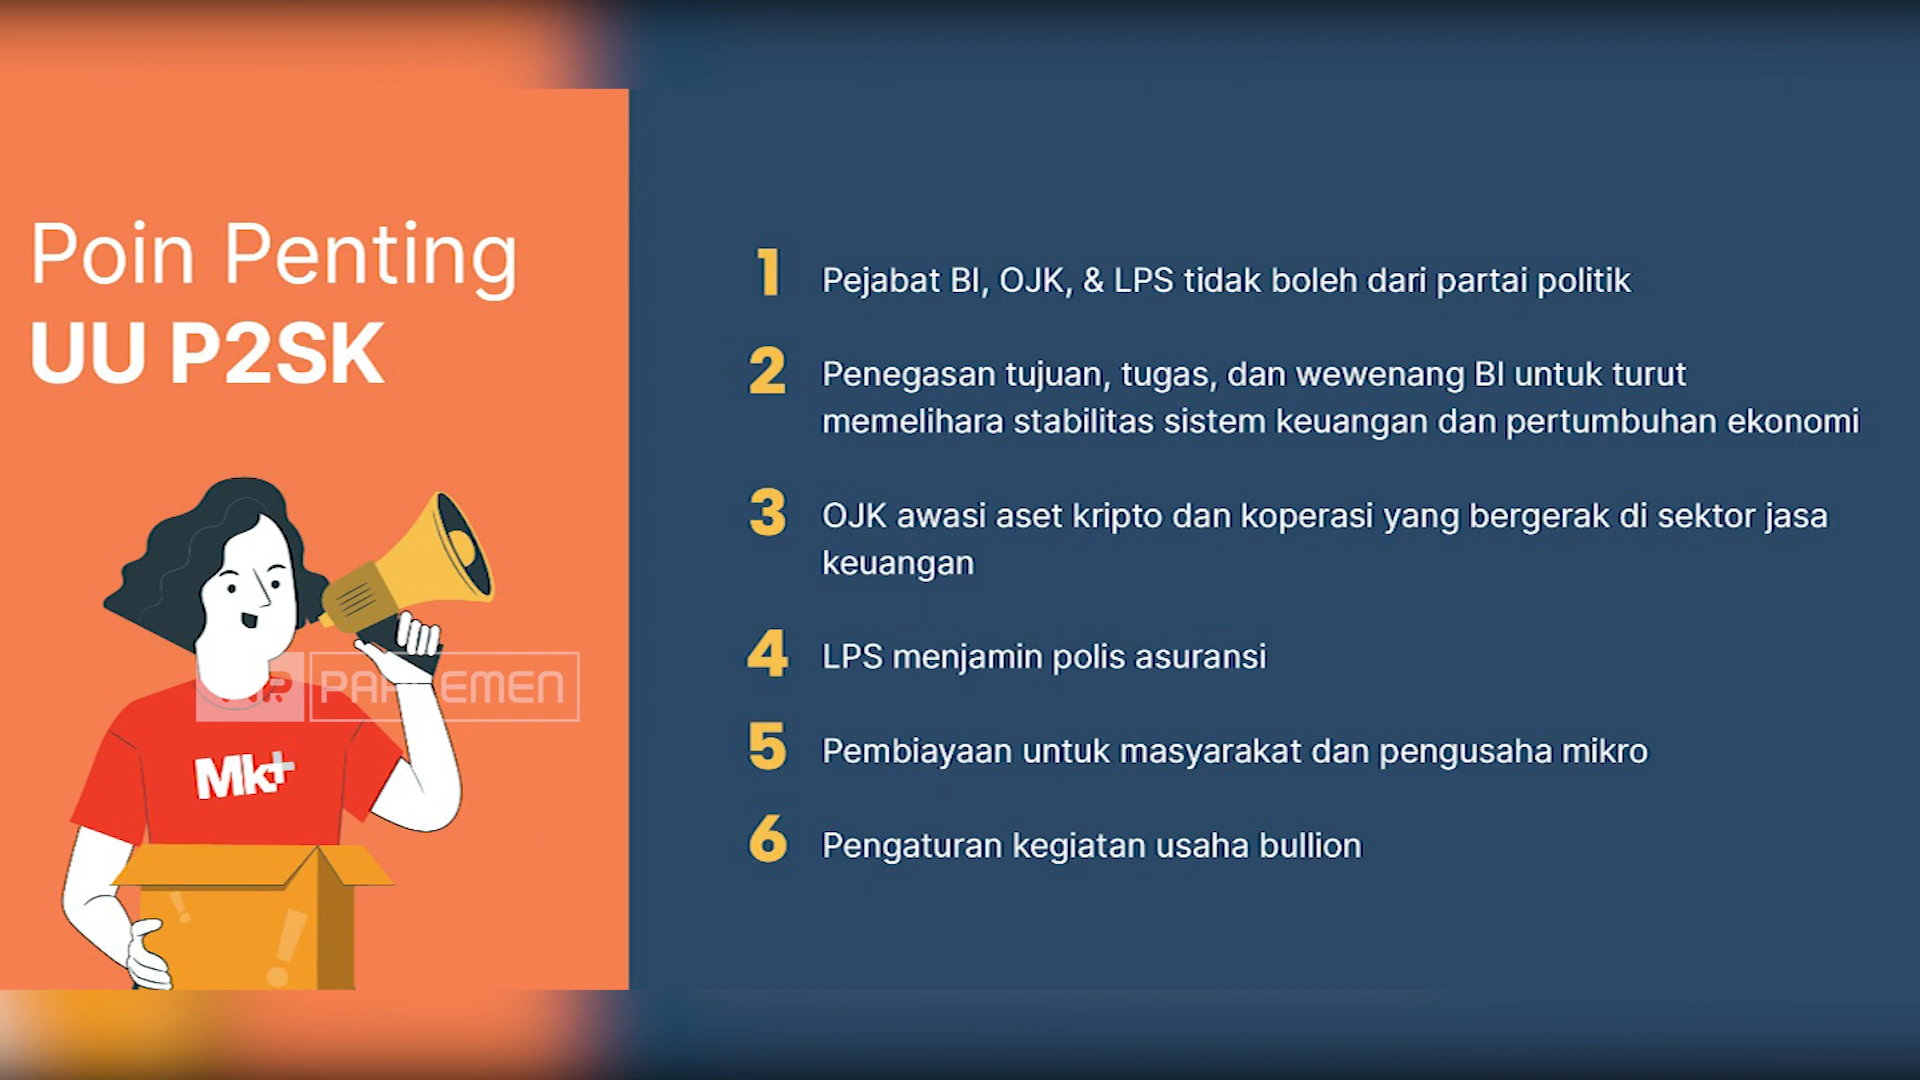 Poin Penting
UU P2SK
1 Pejabat BI, OJK, & LPS tidak boleh dari partai politik
2 Penegasan tujuan, tugas, dan wewenang BI untuk turut
memelihara stabilitas sistem keuangan dan pertumbuhan ekonomi
3 OJK awasi aset kripto dan koperasi yang bergerak di sektor jasa
keuangan
4 LPS menjamin polis asuransi
5 Pembiayaan untuk masyarakat dan pengusaha mikro
6 Pengaturan kegiatan usaha bullion
PARLEMEN
Mk+